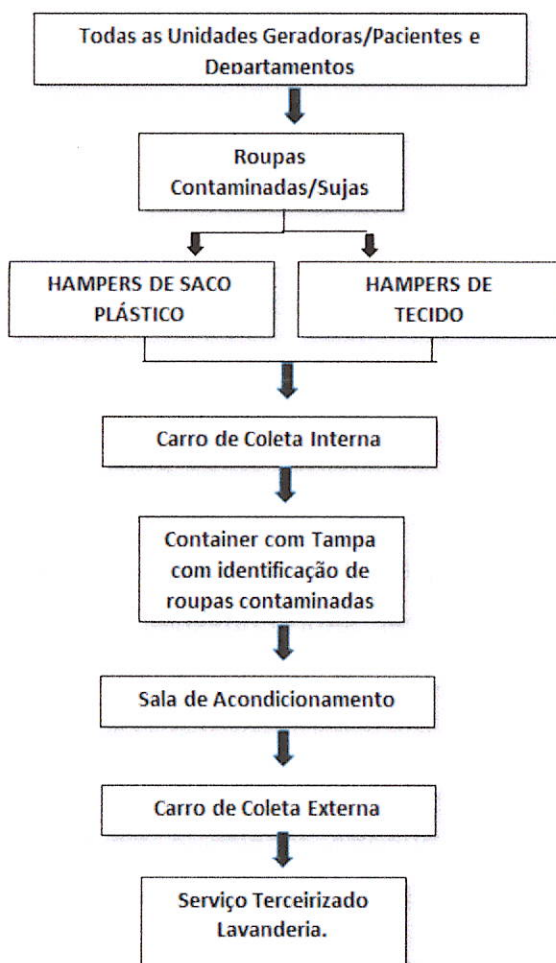 Todas as Unidades Geradoras/Pacientes e
Departamentos
Roupas
Contaminadas/Sujas
HAMPERS DE SACO
PLÁSTICO
HAMPERS DE
TECIDO
Carro de Coleta Interna
Container com Tampa
com identificação de
roupas contaminadas
Sala de Acondicionamento
Carro de Coleta Externa
Serviço Terceirizado
Lavanderia.